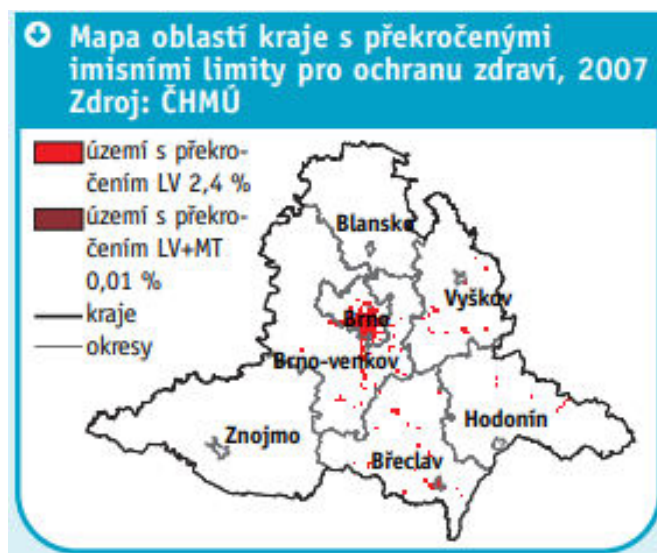 Mapa oblastí kraje s překročenými
imisními limity pro ochranu zdraví, 2007
Zdroj: ČHMÚ
území s překro-
čením LV 2,4 %
území s překro-
čením LV+MT
0,01 %
kraje
okresy
Blansko
Vyškov
Brno
Brno-venkov
Hodonín
Znojmo
Břeclav